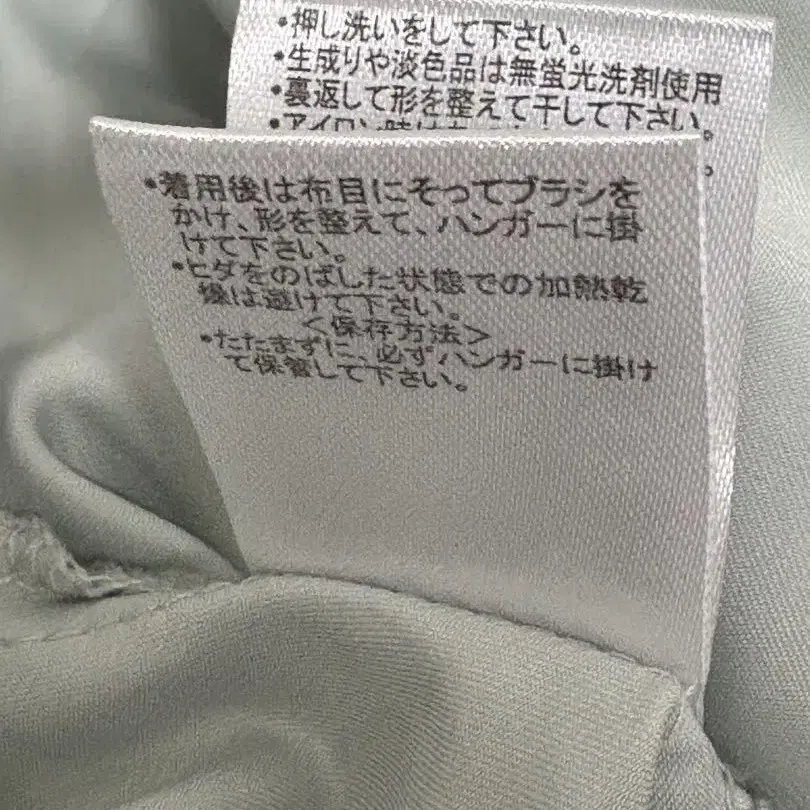 ・押し洗いをして下さい。
・生成りや淡色品は無蛍光洗剤使用
・裏返して形を整えて干して下さい。
・アイロン
・着用後は布目にそってブラシを
かけ、形を整えて、ハンガーに掛
けて下さい。
・ヒダをのばした状態での加熱乾
燥は避けて下さい。
＜保存方法＞
・たたまずに、必ずハンガーに掛け
て保管して下さい。